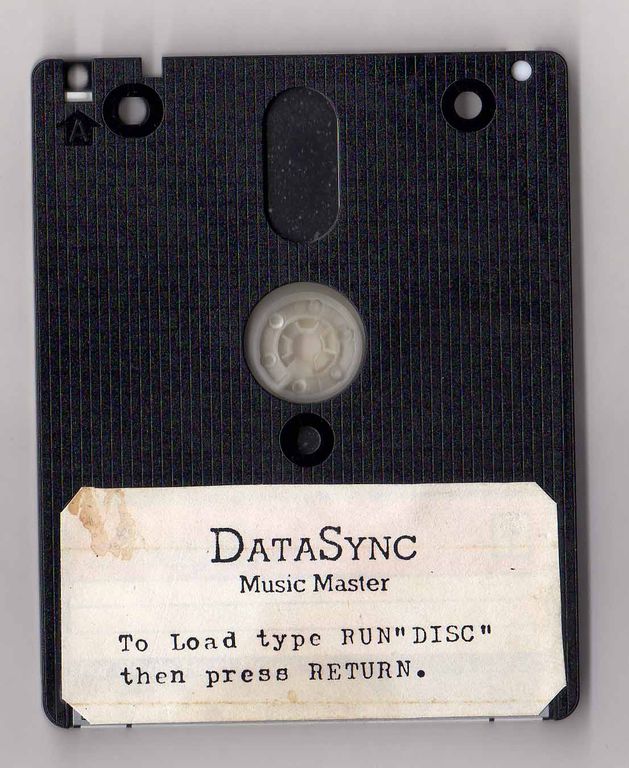 A
DATASYNC
Music Master
To Load type RUN"DISC"
then press RETURN.